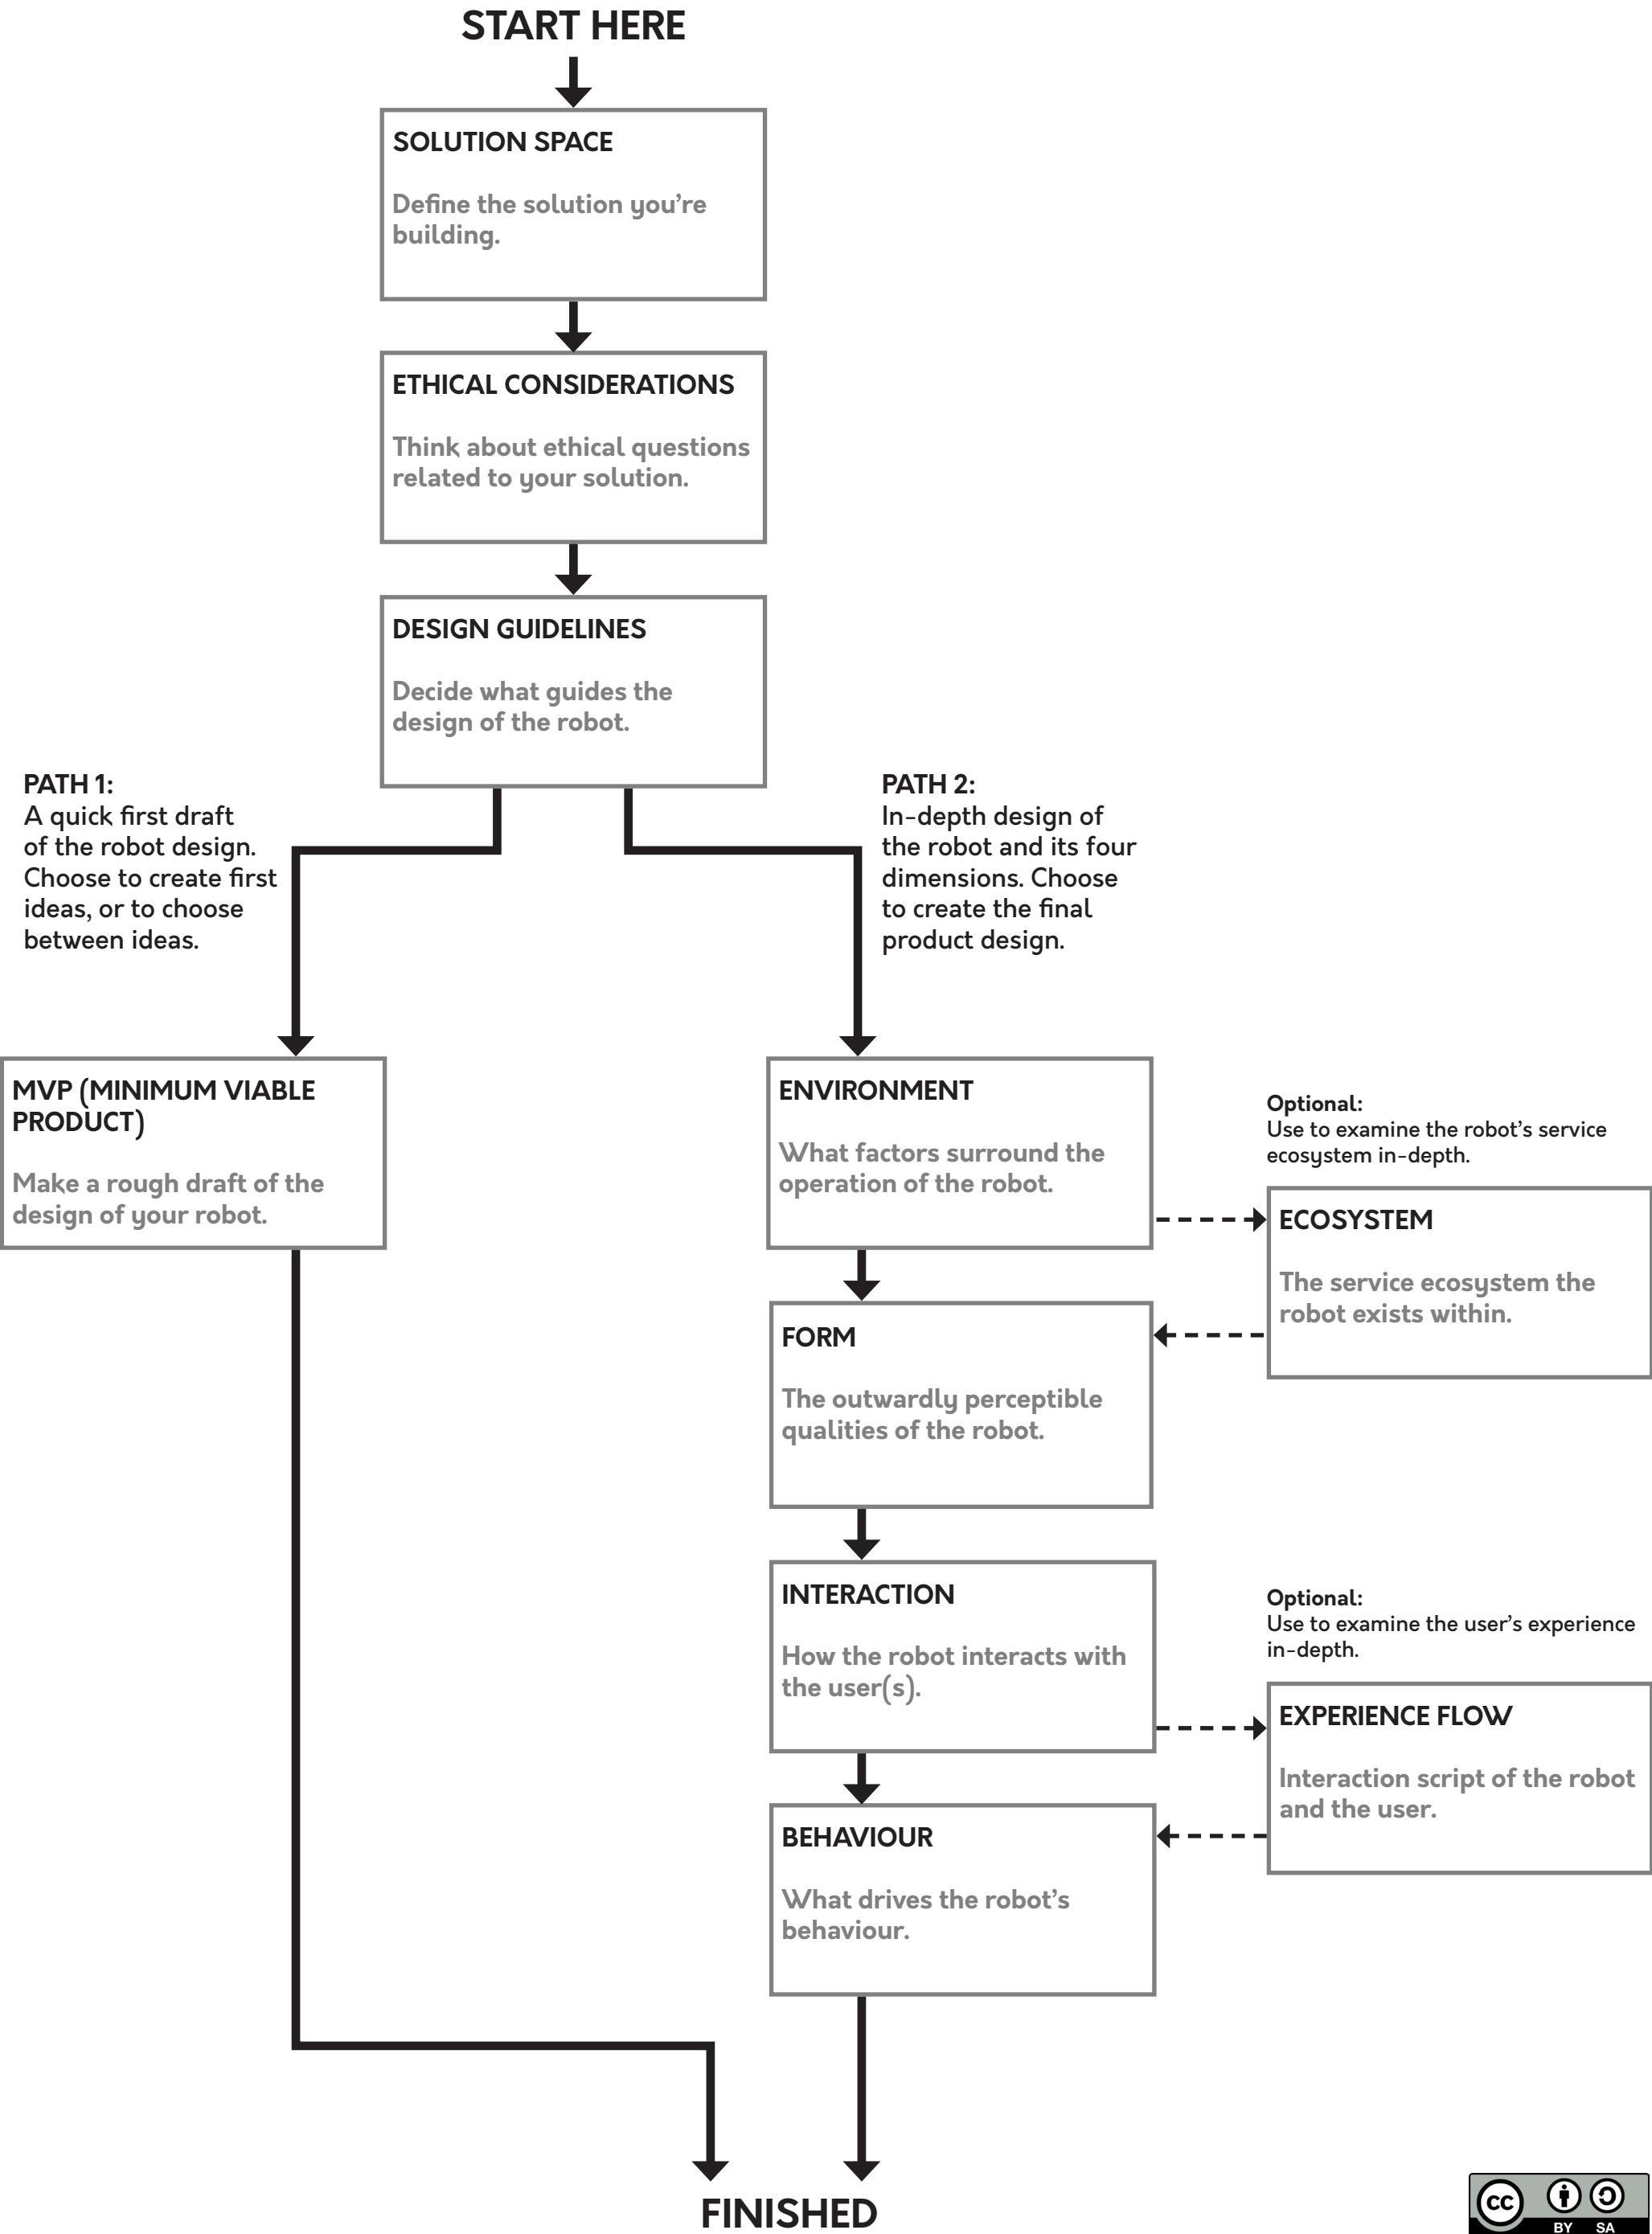 START HERE
SOLUTION SPACE
Define the solution you’re
building.
ETHICAL CONSIDERATIONS
Think about ethical questions
related to your solution.
DESIGN GUIDELINES
Decide what guides the
design of the robot.
PATH 1:
A quick first draft
of the robot design.
Choose to create first
ideas, or to choose
between ideas.
PATH 2:
In-depth design of
the robot and its four
dimensions. Choose
to create the final
product design.
MVP (MINIMUM VIABLE
PRODUCT)
Make a rough draft of the
design of your robot.
ENVIRONMENT
What factors surround the
operation of the robot.
Optional:
Use to examine the robot’s service
ecosystem in-depth.
ECOSYSTEM
The service ecosystem the
robot exists within.
FORM
The outwardly perceptible
qualities of the robot.
INTERACTION
How the robot interacts with
the user(s).
Optional:
Use to examine the user’s experience
in-depth.
EXPERIENCE FLOW
Interaction script of the robot
and the user.
BEHAVIOUR
What drives the robot’s
behaviour.
FINISHED
cc
BY SA